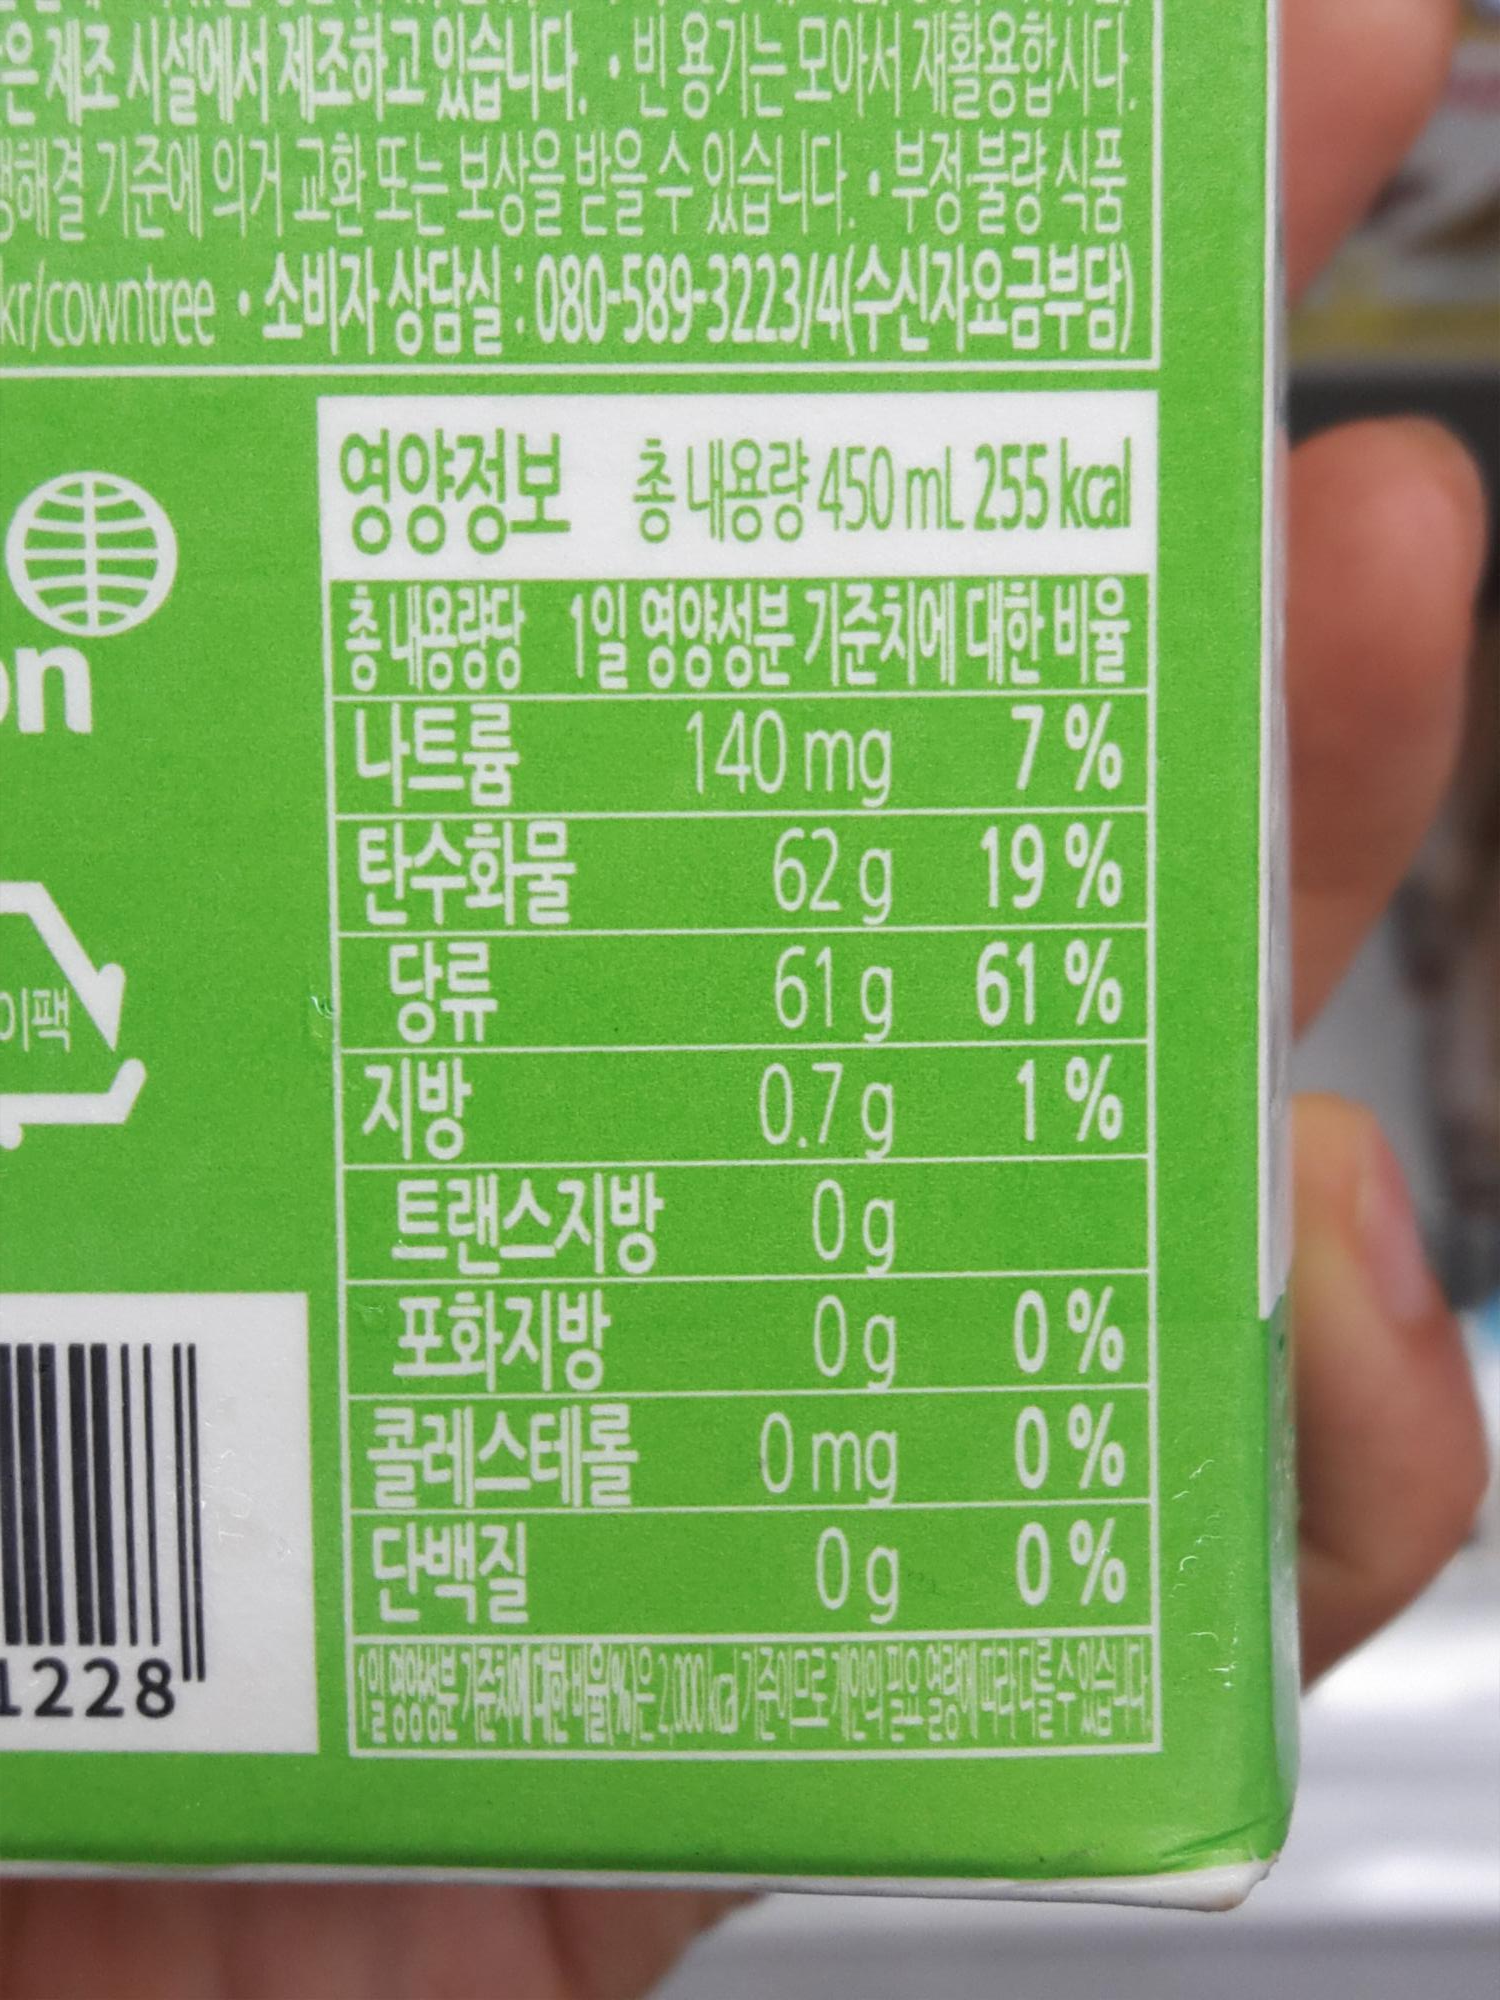 은 제조 시설에서 제조하고 있습니다. • 빈 용기는 모아서 재활용합시다.
해결 기준에 의거 교환 또는 보상을 받을 수 있습니다. • 부정·불량 식품
kr/cowntree • 소비자 상담실 : 080-589-3223/4(수신자요금부담)
영양정보 총 내용량 450 mL 255 kcal
총 내용량당 1일 영양성분 기준치에 대한 비율
나트륨 140 mg 7 %
탄수화물 62 g 19 %
당류 61 g 61 %
지방 0.7 g 1 %
트랜스지방 0 g
포화지방 0 g 0 %
콜레스테롤 0 mg 0 %
단백질 0 g 0 %
1일 영양성분 기준치에 대한 비율(%)은 2,000 kcal 기준이므로 개인의 필요 열량에 따라 다를 수 있습니다.
on
이팩
1228